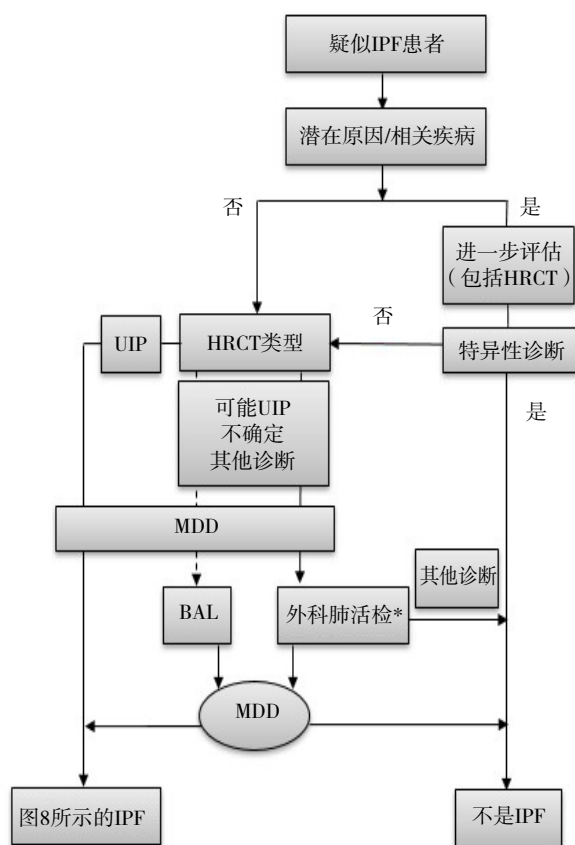 疑似IPF患者
潜在原因/相关疾病
否
是
进一步评估
（包括HRCT）
UIP
HRCT类型
否
特异性诊断
可能UIP
不确定
其他诊断
是
MDD
其他诊断
BAL
外科肺活检*
MDD
图8所示的IPF
不是IPF